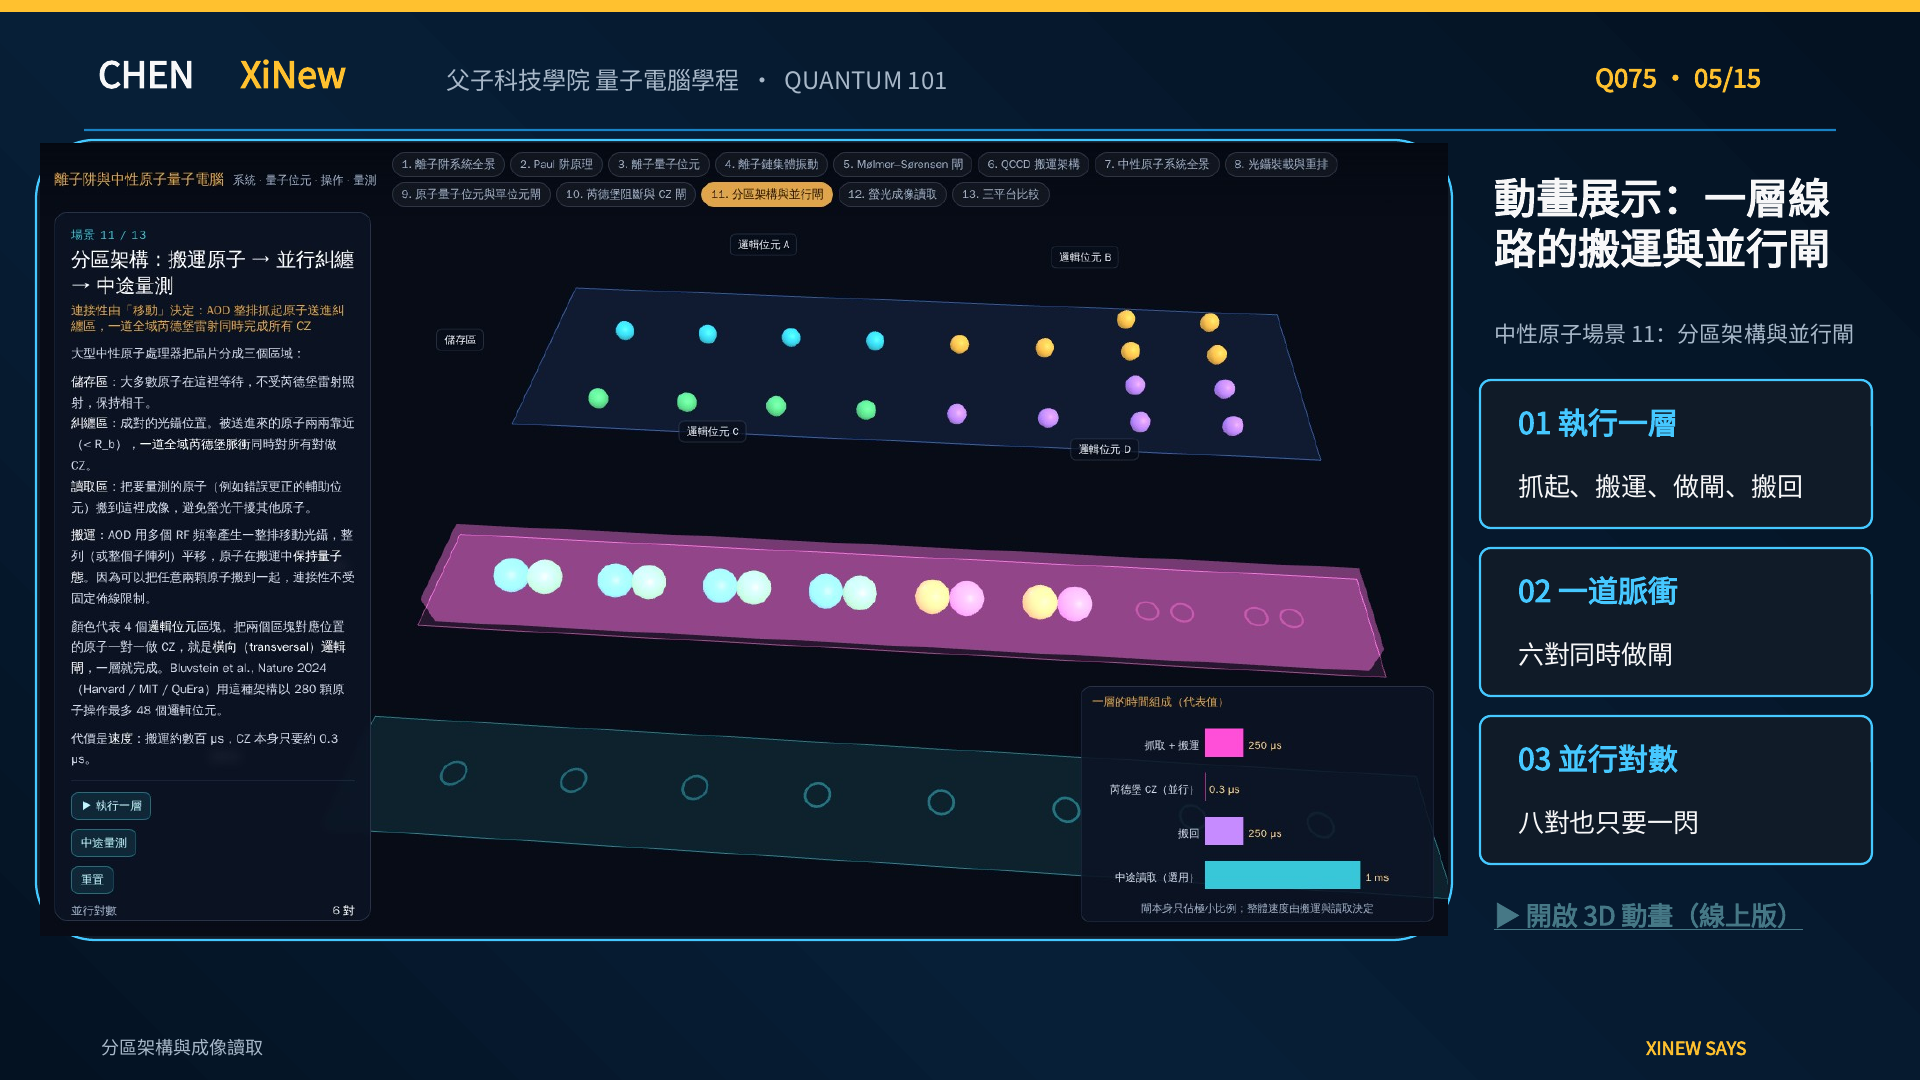 CHEN XiNew 父子科技學院 量子電腦學程 · QUANTUM 101 Q075 · 05/15
離子阱與中性原子量子電腦 系統 · 量子位元 · 操作 · 量測
1. 離子阱系統全景 2. Paul 阱原理 3. 離子量子位元 4. 離子鏈集體振動 5. Mølmer–Sørensen 閘 6. QCCD 搬運架構 7. 中性原子系統全景 8. 光鑷裝載與重排
9. 原子量子位元與單位元閘 10. 芮德堡阻斷與 CZ 閘 11. 分區架構與並行閘 12. 螢光成像讀取 13. 三平台比較
場景 11 / 13
分區架構：搬運原子 → 並行糾纏
→ 中途量測
連接性由「移動」決定：AOD 整排抓起原子送進糾
纏區，一道全域芮德堡雷射同時完成所有 CZ
大型中性原子處理器把晶片分成三個區域：
儲存區：大多數原子在這裡等待，不受芮德堡雷射照
射，保持相干。
糾纏區：成對的光鑷位置。被送進來的原子兩兩靠近
（< R_b），一道全域芮德堡脈衝同時對所有對做
CZ。
讀取區：把要量測的原子（例如錯誤更正的輔助位
元）搬到這裡成像，避免螢光干擾其他原子。
搬運：AOD 用多個 RF 頻率產生一整排移動光鑷，整
列（或整個子陣列）平移，原子在搬運中保持量子
態。因為可以把任意兩顆原子搬到一起，連接性不受
固定佈線限制。
顏色代表 4 個邏輯位元區塊。把兩個區塊對應位置
的原子一對一做 CZ，就是橫向（transversal）邏輯
閘，一層就完成。Bluvstein et al., Nature 2024
（Harvard / MIT / QuEra）用這種架構以 280 顆原
子操作最多 48 個邏輯位元。
代價是速度：搬運約數百 µs，CZ 本身只要約 0.3
µs。
▶ 執行一層
中途量測
重置
並行對數 6 對
邏輯位元 A
邏輯位元 B
儲存區
邏輯位元 C
邏輯位元 D
一層的時間組成（代表值）
抓取 + 搬運 250 µs
芮德堡 CZ（並行） 0.3 µs
搬回 250 µs
中途讀取（選用） 1 ms
閘本身只佔極小比例；整體速度由搬運與讀取決定
動畫展示：一層線
路的搬運與並行閘
中性原子場景 11：分區架構與並行閘
01 執行一層
抓起、搬運、做閘、搬回
02 一道脈衝
六對同時做閘
03 並行對數
八對也只要一閃
▶ 開啟 3D 動畫（線上版）
分區架構與成像讀取
XINEW SAYS